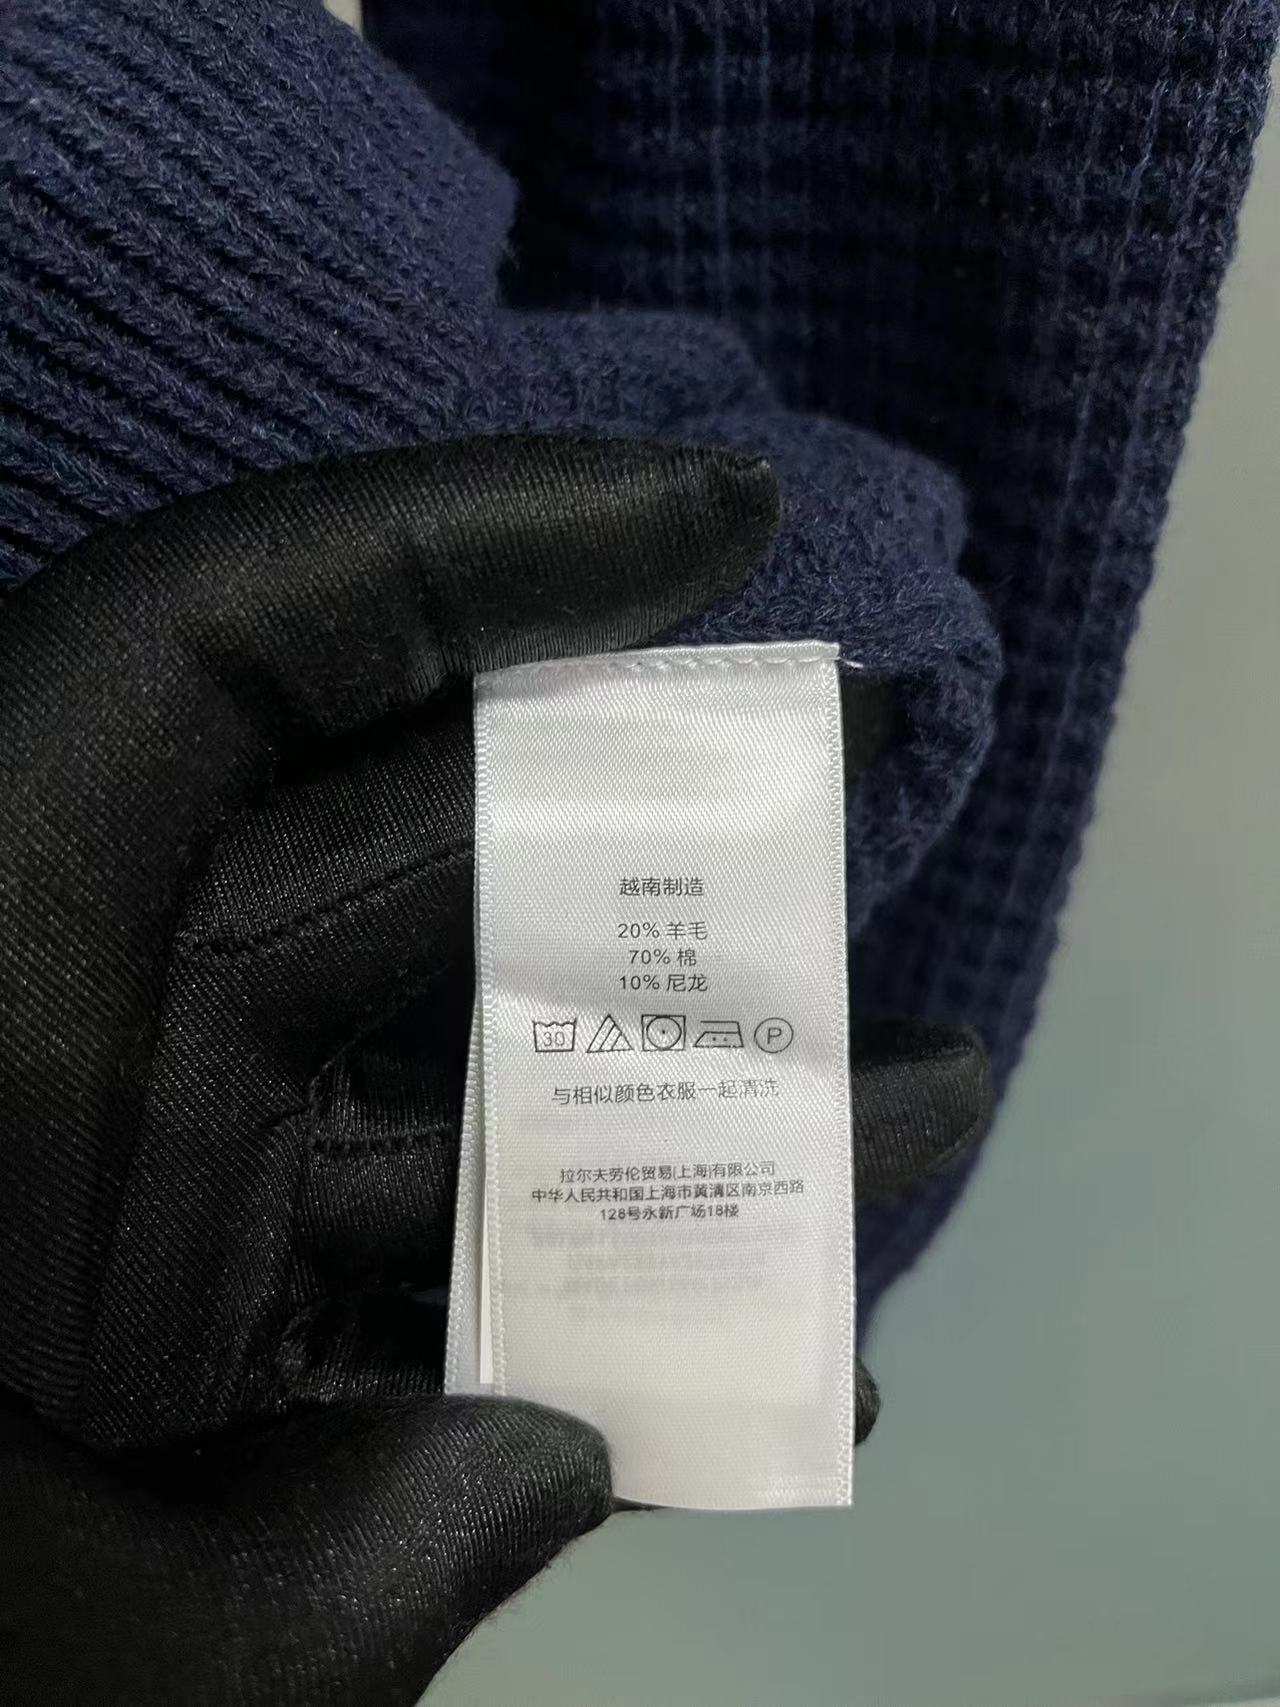 越南制造
20% 羊毛
70% 棉
10% 尼龙
30 P
与相似颜色衣服一起清洗
拉尔夫劳伦贸易(上海)有限公司
中华人民共和国上海市黄清区南京西路
128号永新广场18楼